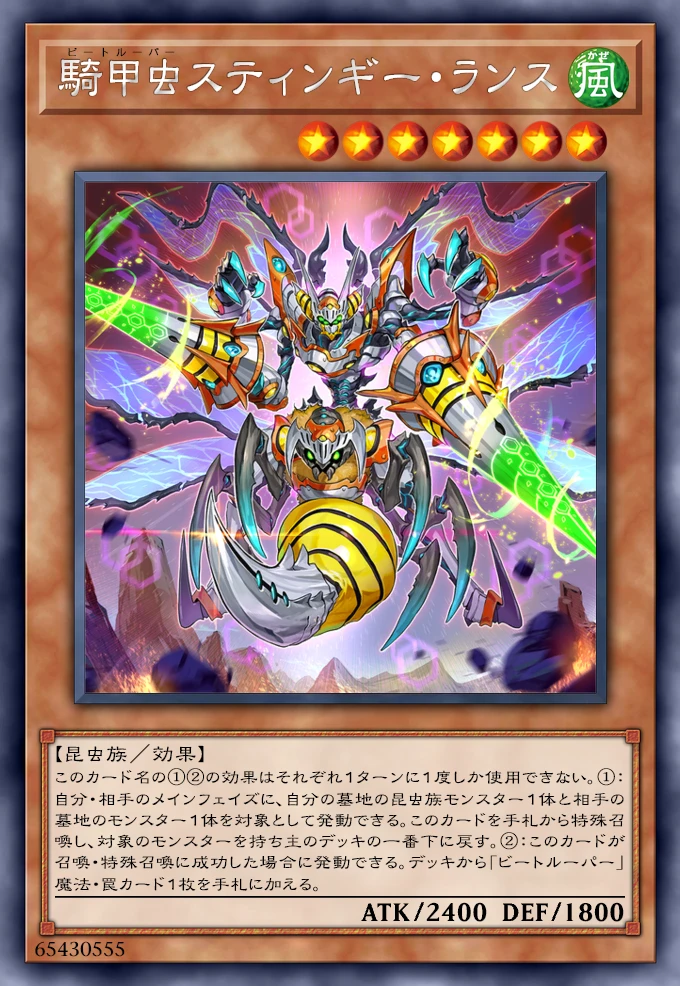 ビートルーパー
騎甲虫スティンギー・ランス
かぜ
風
【昆虫族／効果】
このカード名の①②の効果はそれぞれ1ターンに1度しか使用できない。①：
自分・相手のメインフェイズに、自分の墓地の昆虫族モンスター1体と相手の
墓地のモンスター1体を対象として発動できる。このカードを手札から特殊召
喚し、対象のモンスターを持ち主のデッキの一番下に戻す。②：このカードが
召喚・特殊召喚に成功した場合に発動できる。デッキから「ビートルーパー」
魔法・罠カード1枚を手札に加える。
ATK/2400 DEF/1800
65430555